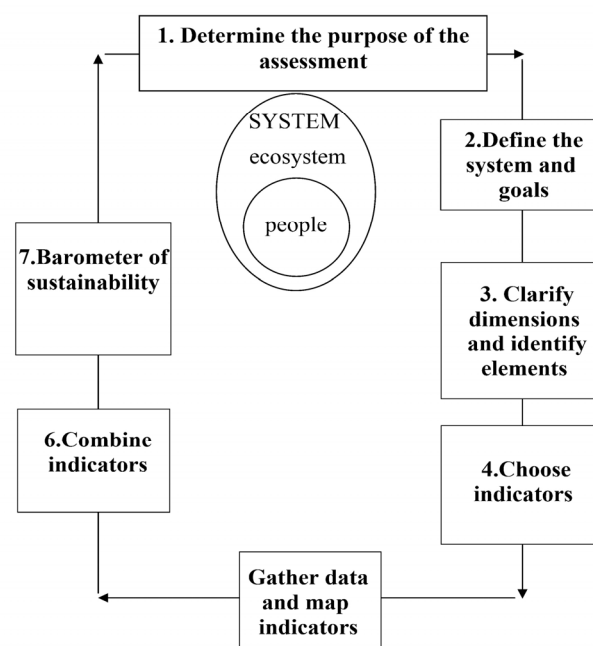 1. Determine the purpose of the
assessment
SYSTEM
ecosystem
people
2.Define the
system and
goals
3. Clarify
dimensions
and identify
elements
4.Choose
indicators
Gather data
and map
indicators
6.Combine
indicators
7.Barometer of
sustainability